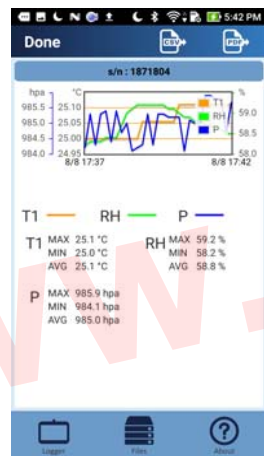 5:42 PM
Done
CSV
PDF
s/n : 1871804
hpa °C %
985.5 25.10
985.0 25.05
984.5 25.00
984.0 24.95
59.0
58.5
58.0
T1
RH
P
8/8 17:37 8/8 17:42
T1 RH P
T1 MAX 25.1 °C
MIN 25.0 °C
AVG 25.1 °C
RH MAX 59.2 %
MIN 58.2 %
AVG 58.8 %
P MAX 985.9 hpa
MIN 984.1 hpa
AVG 985.0 hpa
Logger Files About